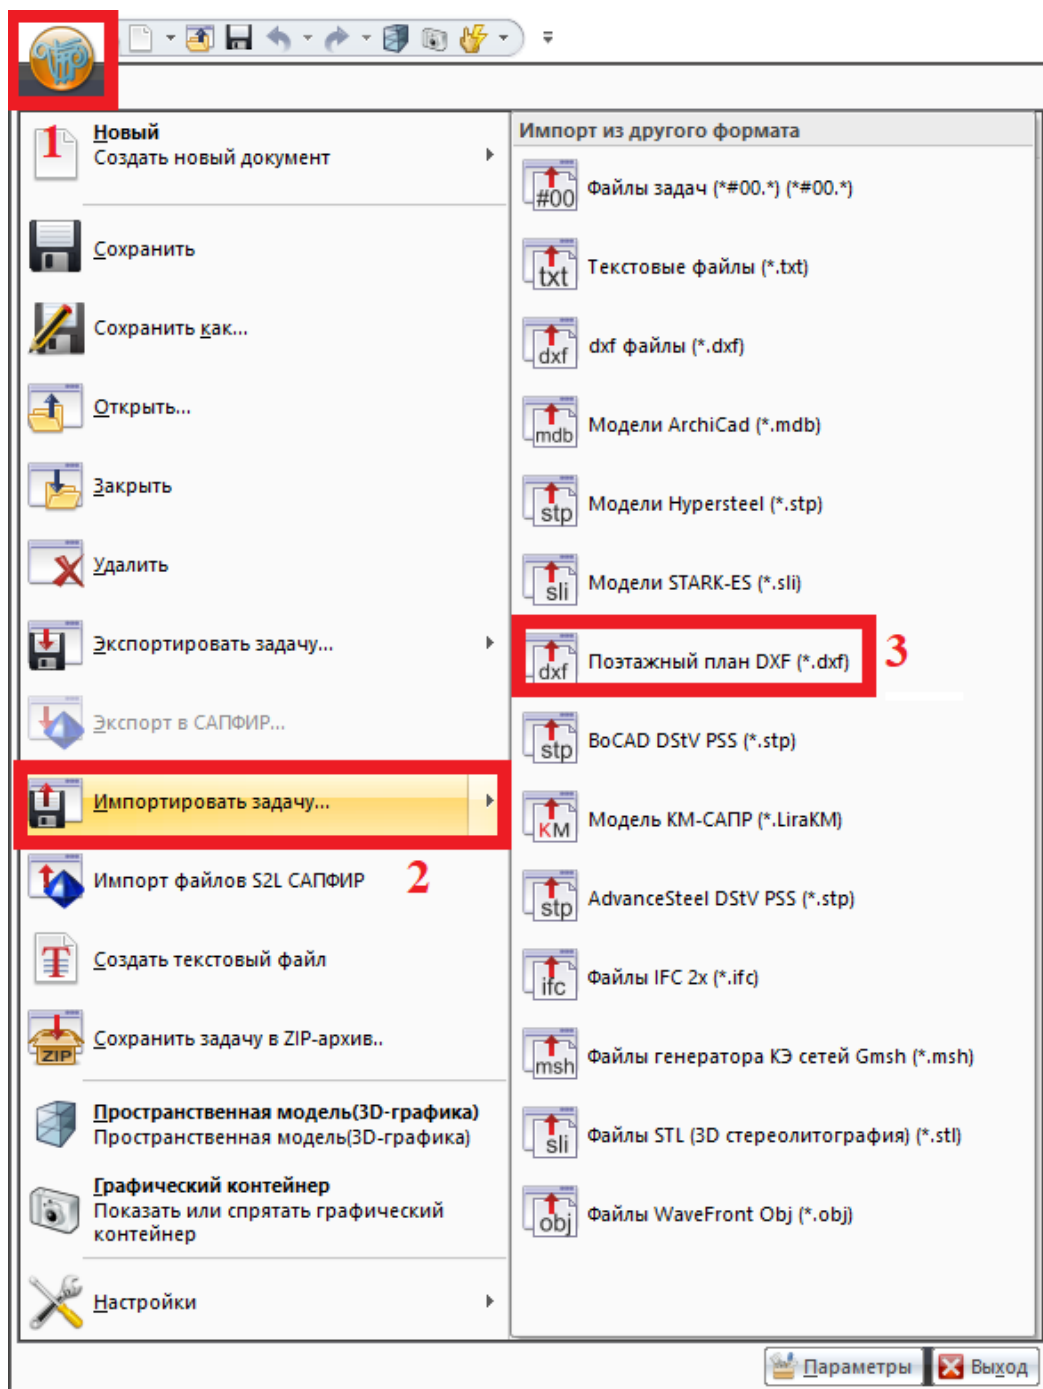 1
Новый
Создать новый документ
Сохранить
Сохранить как...
Открыть...
Закрыть
Удалить
Экспортировать задачу...
Экспорт в САПФИР...
Импортировать задачу...
2
Импорт файлов S2L САПФИР
Создать текстовый файл
ZIP
Сохранить задачу в ZIP-архив..
Пространственная модель(3D-графика)
Пространственная модель(3D-графика)
Графический контейнер
Показать или спрятать графический
контейнер
Настройки
Импорт из другого формата
#00
Файлы задач (*#00.*) (*#00.*)
txt
Текстовые файлы (*.txt)
dxf
dxf файлы (*.dxf)
mdb
Модели ArchiCad (*.mdb)
stp
Модели Hypersteel (*.stp)
sli
Модели STARK-ES (*.sli)
dxf
Поэтажный план DXF (*.dxf)
3
stp
BoCAD DStV PSS (*.stp)
КМ
Модель КМ-САПР (*.LiraKM)
stp
AdvanceSteel DStV PSS (*.stp)
ifc
Файлы IFC 2x (*.ifc)
msh
Файлы генератора КЭ сетей Gmsh (*.msh)
sli
Файлы STL (3D стереолитография) (*.stl)
obj
Файлы WaveFront Obj (*.obj)
Параметры
Выход